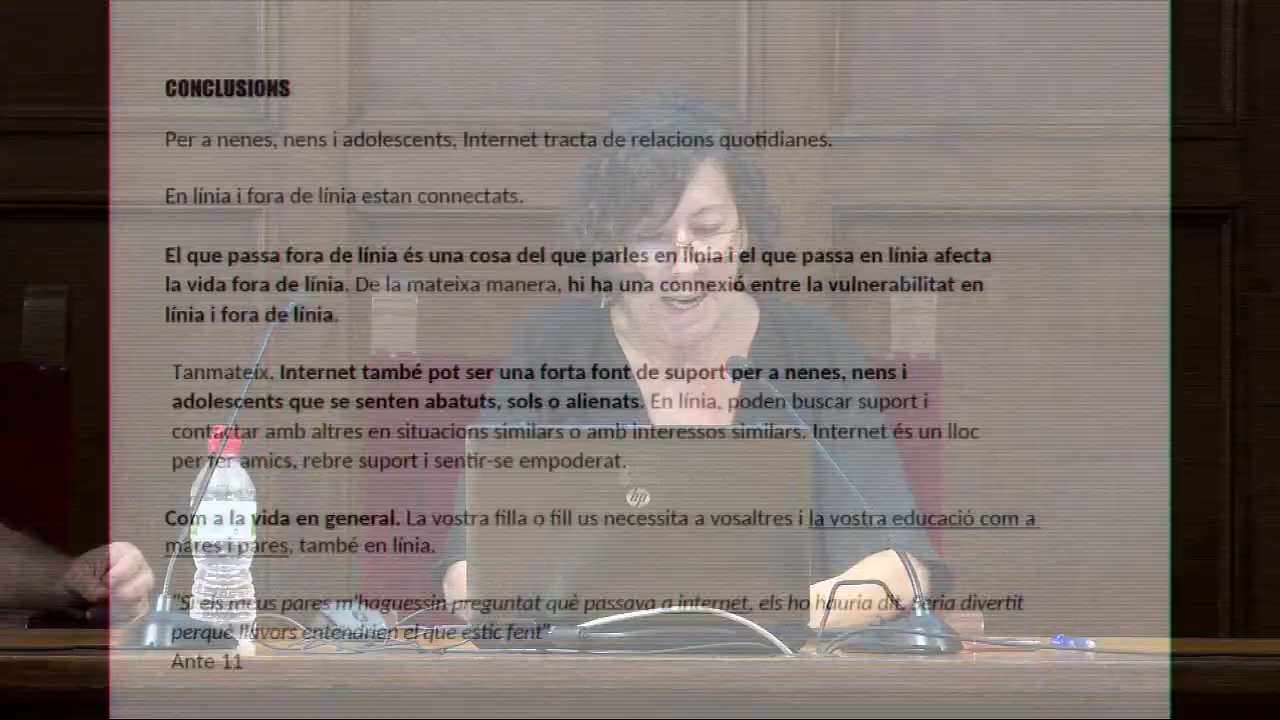 CONCLUSIONS
Per a nenes, nens i adolescents, Internet tracta de relacions quotidianes.
En línia i fora de línia estan connectats.
El que passa fora de línia és una cosa del que parles en línia i el que passa en línia afecta
la vida fora de línia. De la mateixa manera, hi ha una connexió entre la vulnerabilitat en
línia i fora de línia.
Tanmateix. Internet també pot ser una forta font de suport per a nenes, nens i
adolescents que se senten abatuts, sols o alienats. En línia, poden buscar suport i
contactar amb altres en situacions similars o amb interessos similars. Internet és un lloc
per fer amics, rebre suport i sentir-se empoderat.
hp
Com a la vida en general. La vostra filla o fill us necessita a vosaltres i la vostra educació com a
mares i pares, també en línia.
"Si els meus pares m'haguessin preguntat què passava a internet, els ho hauria dit. Seria divertit
perquè llavors entendrien el que estic fent"
Ante 11